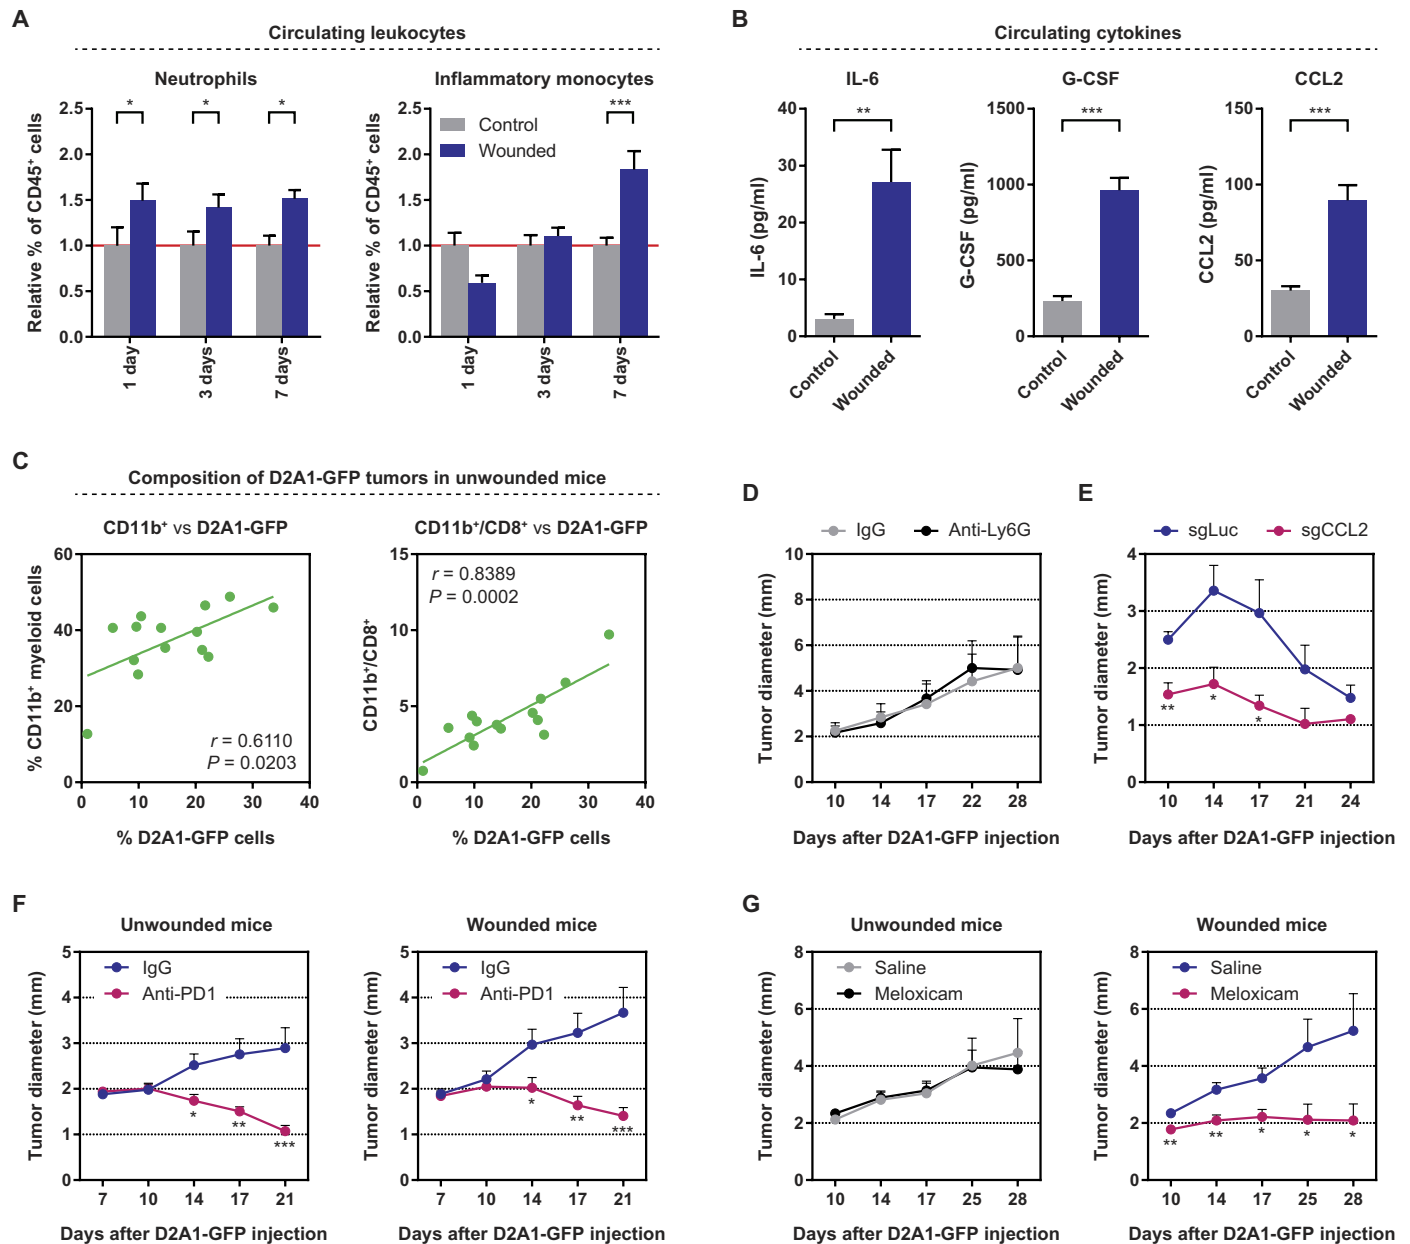 A
Circulating leukocytes
Neutrophils
Relative % of CD45⁺ cells
2.5
2.0
1.5
1.0
0.5
0.0
*
*
*
1 day
3 days
7 days
Inflammatory monocytes
Relative % of CD45⁺ cells
2.5
2.0
1.5
1.0
0.5
0.0
Control
Wounded
***
1 day
3 days
7 days
B
Circulating cytokines
IL-6
IL-6 (pg/ml)
40
30
20
10
0
**
Control
Wounded
G-CSF
G-CSF (pg/ml)
1500
1000
500
0
***
Control
Wounded
CCL2
CCL2 (pg/ml)
150
100
50
0
***
Control
Wounded
C
Composition of D2A1-GFP tumors in unwounded mice
CD11b⁺ vs D2A1-GFP
% CD11b⁺ myeloid cells
60
40
20
0
r = 0.6110
P = 0.0203
0 10 20 30 40
% D2A1-GFP cells
CD11b⁺/CD8⁺ vs D2A1-GFP
CD11b⁺/CD8⁺
15
10
5
0
r = 0.8389
P = 0.0002
0 10 20 30 40
% D2A1-GFP cells
D
IgG Anti-Ly6G
Tumor diameter (mm)
10
8
6
4
2
0
10 14 17 22 28
Days after D2A1-GFP injection
E
sgLuc sgCCL2
Tumor diameter (mm)
4
3
2
1
0
**
*
*
10 14 17 21 24
Days after D2A1-GFP injection
F
Unwounded mice
Tumor diameter (mm)
5
4
3
2
1
0
IgG
Anti-PD1
*
**
***
7 10 14 17 21
Days after D2A1-GFP injection
Wounded mice
Tumor diameter (mm)
5
4
3
2
1
0
IgG
Anti-PD1
*
**
***
7 10 14 17 21
Days after D2A1-GFP injection
G
Unwounded mice
Tumor diameter (mm)
8
6
4
2
0
Saline
Meloxicam
10 14 17 25 28
Days after D2A1-GFP injection
Wounded mice
Tumor diameter (mm)
8
6
4
2
0
Saline
Meloxicam
**
**
*
*
*
10 14 17 25 28
Days after D2A1-GFP injection